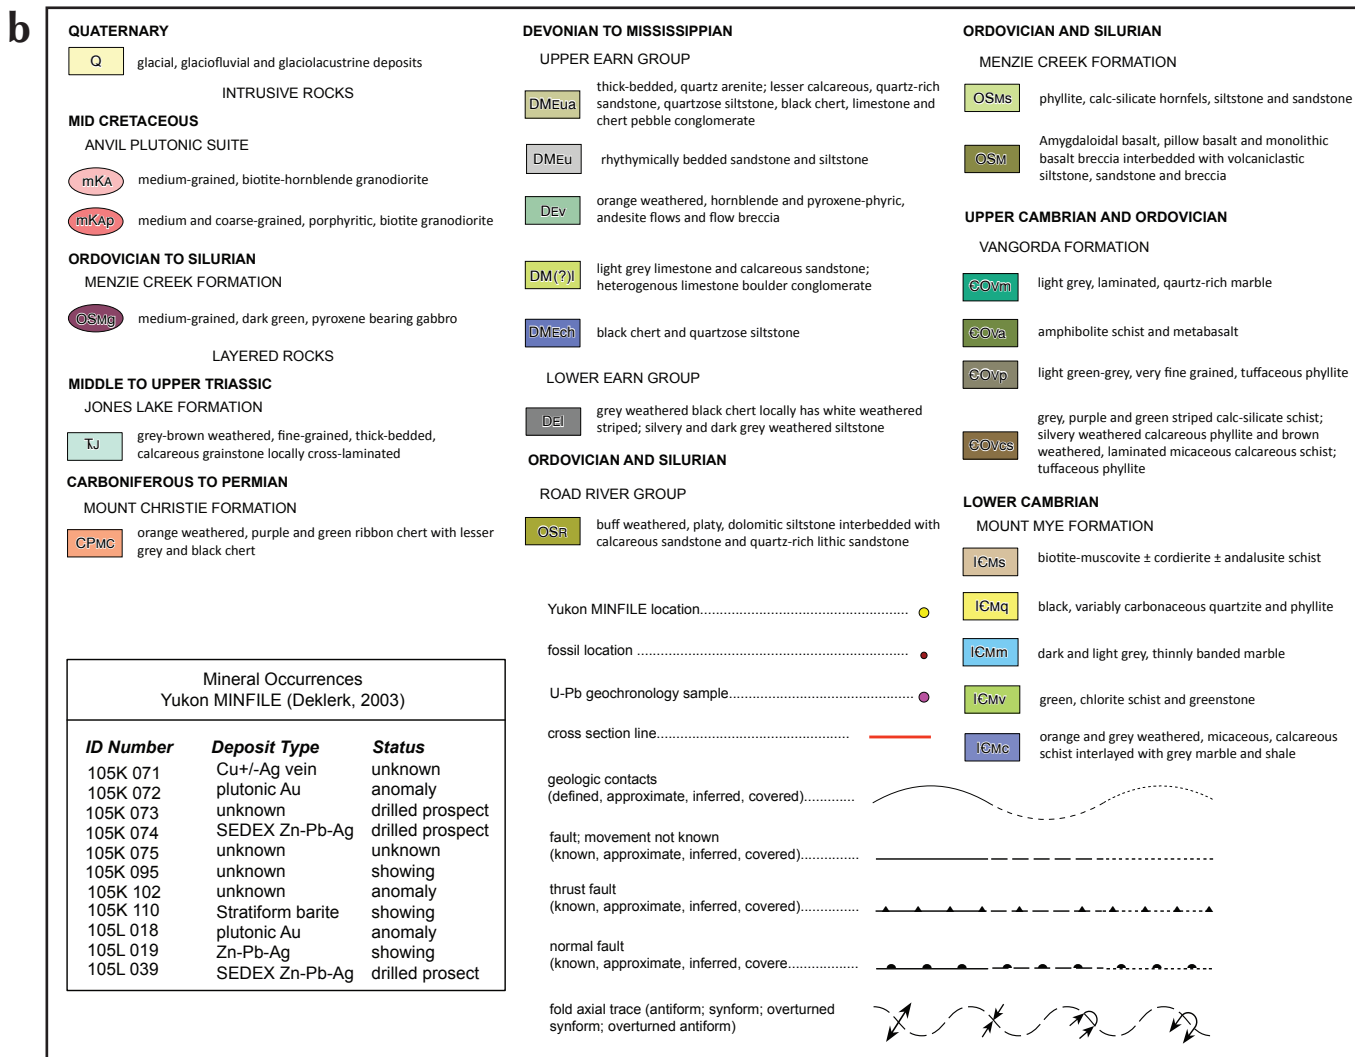 b
QUATERNARY
Q
glacial, glaciofluvial and glaciolacustrine deposits
INTRUSIVE ROCKS
MID CRETACEOUS
ANVIL PLUTONIC SUITE
mKA
medium-grained, biotite-hornblende granodiorite
mKAp
medium and coarse-grained, porphyritic, biotite granodiorite
ORDOVICIAN TO SILURIAN
MENZIE CREEK FORMATION
OSMg
medium-grained, dark green, pyroxene bearing gabbro
LAYERED ROCKS
MIDDLE TO UPPER TRIASSIC
JONES LAKE FORMATION
TRJ
grey-brown weathered, fine-grained, thick-bedded,
calcareous grainstone locally cross-laminated
CARBONIFEROUS TO PERMIAN
MOUNT CHRISTIE FORMATION
CPMC
orange weathered, purple and green ribbon chert with lesser
grey and black chert
Mineral Occurrences
Yukon MINFILE (Deklerk, 2003)
ID Number Deposit Type Status
105K 071 Cu+/-Ag vein unknown
105K 072 plutonic Au anomaly
105K 073 unknown drilled prospect
105K 074 SEDEX Zn-Pb-Ag drilled prospect
105K 075 unknown unknown
105K 095 unknown showing
105K 102 unknown anomaly
105K 110 Stratiform barite showing
105L 018 plutonic Au anomaly
105L 019 Zn-Pb-Ag showing
105L 039 SEDEX Zn-Pb-Ag drilled prosect
DEVONIAN TO MISSISSIPPIAN
UPPER EARN GROUP
DMEua
thick-bedded, quartz arenite; lesser calcareous, quartz-rich
sandstone, quartzose siltstone, black chert, limestone and
chert pebble conglomerate
DMEu
rhythymically bedded sandstone and siltstone
DEv
orange weathered, hornblende and pyroxene-phyric,
andesite flows and flow breccia
DM(?)l
light grey limestone and calcareous sandstone;
heterogenous limestone boulder conglomerate
DMEch
black chert and quartzose siltstone
LOWER EARN GROUP
DEl
grey weathered black chert locally has white weathered
striped; silvery and dark grey weathered siltstone
ORDOVICIAN AND SILURIAN
ROAD RIVER GROUP
OSR
buff weathered, platy, dolomitic siltstone interbedded with
calcareous sandstone and quartz-rich lithic sandstone
Yukon MINFILE location
fossil location
U-Pb geochronology sample
cross section line
geologic contacts
(defined, approximate, inferred, covered)
fault; movement not known
(known, approximate, inferred, covered)
thrust fault
(known, approximate, inferred, covered)
normal fault
(known, approximate, inferred, covere
fold axial trace (antiform; synform; overturned
synform; overturned antiform)
ORDOVICIAN AND SILURIAN
MENZIE CREEK FORMATION
OSMs
phyllite, calc-silicate hornfels, siltstone and sandstone
OSM
Amygdaloidal basalt, pillow basalt and monolithic
basalt breccia interbedded with volcaniclastic
siltstone, sandstone and breccia
UPPER CAMBRIAN AND ORDOVICIAN
VANGORDA FORMATION
ЄOVm
light grey, laminated, qaurtz-rich marble
ЄOVa
amphibolite schist and metabasalt
ЄOVp
light green-grey, very fine grained, tuffaceous phyllite
ЄOVcs
grey, purple and green striped calc-silicate schist;
silvery weathered calcareous phyllite and brown
weathered, laminated micaceous calcareous schist;
tuffaceous phyllite
LOWER CAMBRIAN
MOUNT MYE FORMATION
lЄMs
biotite-muscovite ± cordierite ± andalusite schist
lЄMq
black, variably carbonaceous quartzite and phyllite
lЄMm
dark and light grey, thinnly banded marble
lЄMv
green, chlorite schist and greenstone
lЄMc
orange and grey weathered, micaceous, calcareous
schist interlayed with grey marble and shale